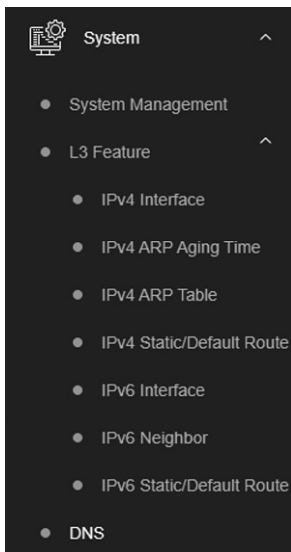 System
System Management
L3 Feature
IPv4 Interface
IPv4 ARP Aging Time
IPv4 ARP Table
IPv4 Static/Default Route
IPv6 Interface
IPv6 Neighbor
IPv6 Static/Default Route
DNS